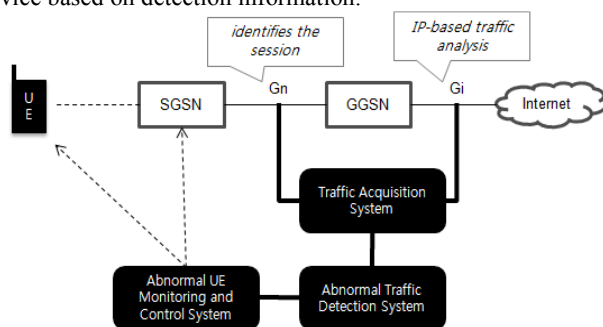 vice based on detection information.
identifies the
session
IP-based traffic
analysis
U
E
SGSN
Gn
GGSN
Gi
Internet
Traffic Acquisition
System
Abnormal UE
Monitoring and
Control System
Abnormal Traffic
Detection System